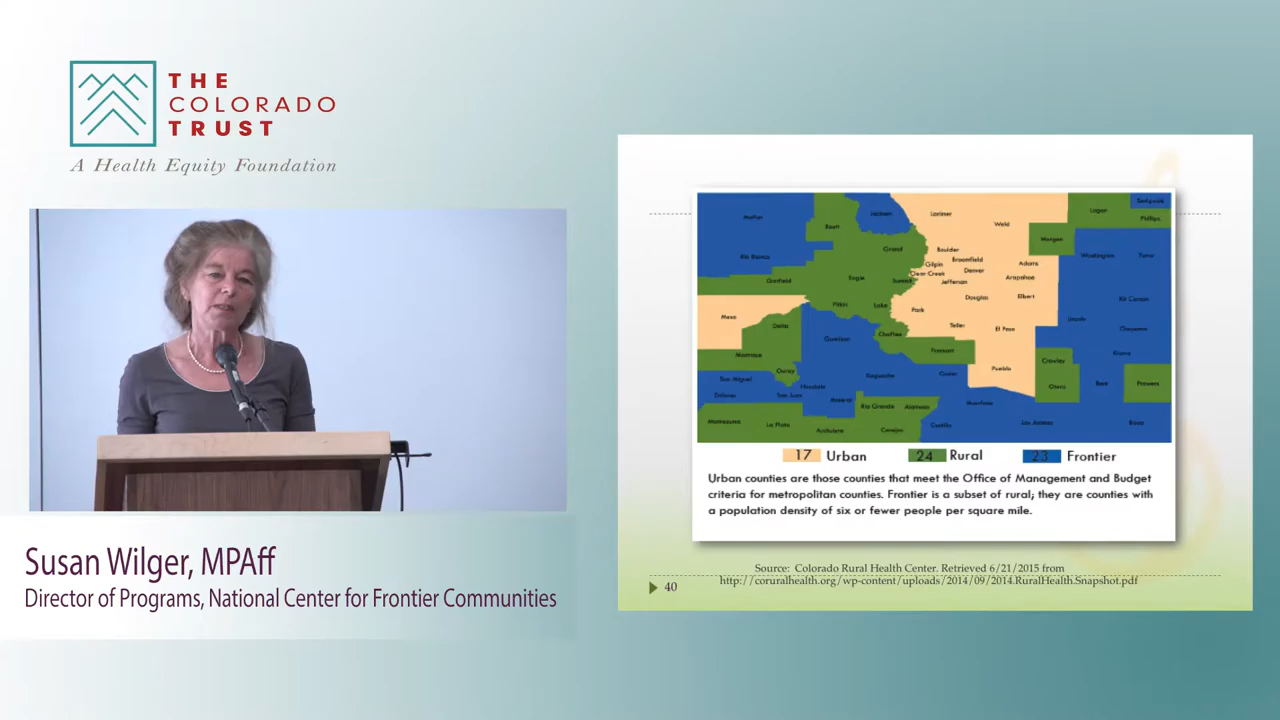 THE
COLORADO
TRUST
A Health Equity Foundation
Susan Wilger, MPAff
Director of Programs, National Center for Frontier Communities
Moffat
Routt
Jackson
Larimer
Weld
Logan
Sedgwick
Phillips
Morgan
Rio Blanco
Grand
Boulder
Broomfield
Gilpin
Adams
Washington
Yuma
Clear Creek
Denver
Arapahoe
Garfield
Eagle
Summit
Jefferson
Douglas
Elbert
Kit Carson
Mesa
Pitkin
Lake
Park
Delta
Teller
El Paso
Lincoln
Cheyenne
Gunnison
Chaffee
Montrose
Fremont
Kiowa
Ouray
Saguache
Custer
Pueblo
Crowley
San Miguel
Hinsdale
Otero
Bent
Prowers
Dolores
San Juan
Mineral
Rio Grande
Alamosa
Huerfano
Montezuma
La Plata
Archuleta
Conejos
Costilla
Las Animas
Baca
17 Urban 24 Rural 23 Frontier
Urban counties are those counties that meet the Office of Management and Budget
criteria for metropolitan counties. Frontier is a subset of rural; they are counties with
a population density of six or fewer people per square mile.
Source: Colorado Rural Health Center. Retrieved 6/21/2015 from
http://coruralhealth.org/wp-content/uploads/2014/09/2014.RuralHealth.Snapshot.pdf
40